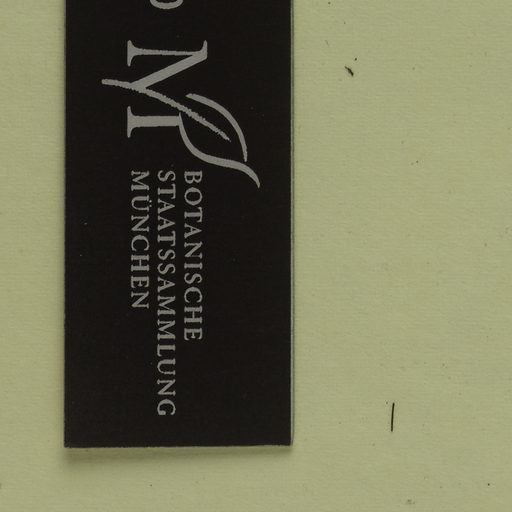 M
BOTANISCHE
STAATSSAMMLUNG
MÜNCHEN